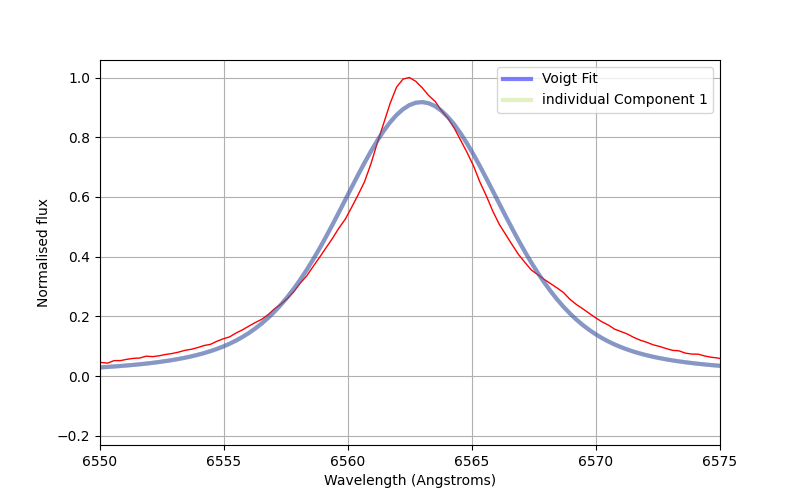 Voigt Fit
individual Component 1
Normalised flux
1.0
0.8
0.6
0.4
0.2
0.0
−0.2
6550 6555 6560 6565 6570 6575
Wavelength (Angstroms)